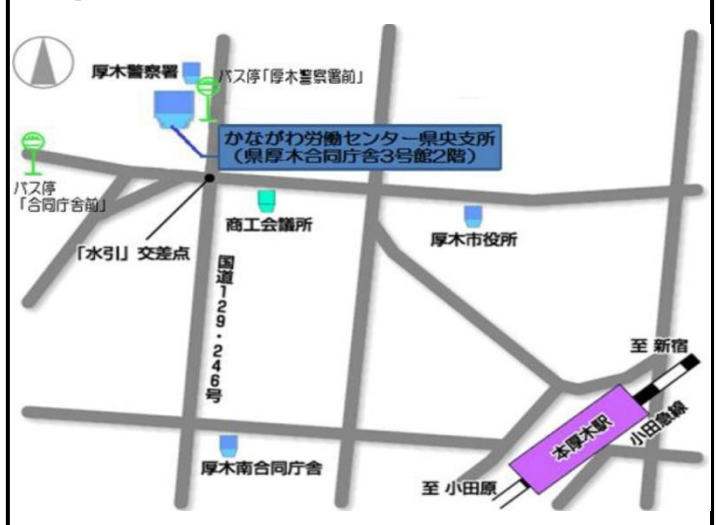 厚木警察署
バス停「厚木警察署前」
かながわ労働センター県央支所
(県厚木合同庁舎3号館2階)
バス停
「合同庁舎前」
商工会議所
厚木市役所
「水引」交差点
国道129・246号
至 新宿
本厚木駅
小田急線
厚木南合同庁舎
至 小田原